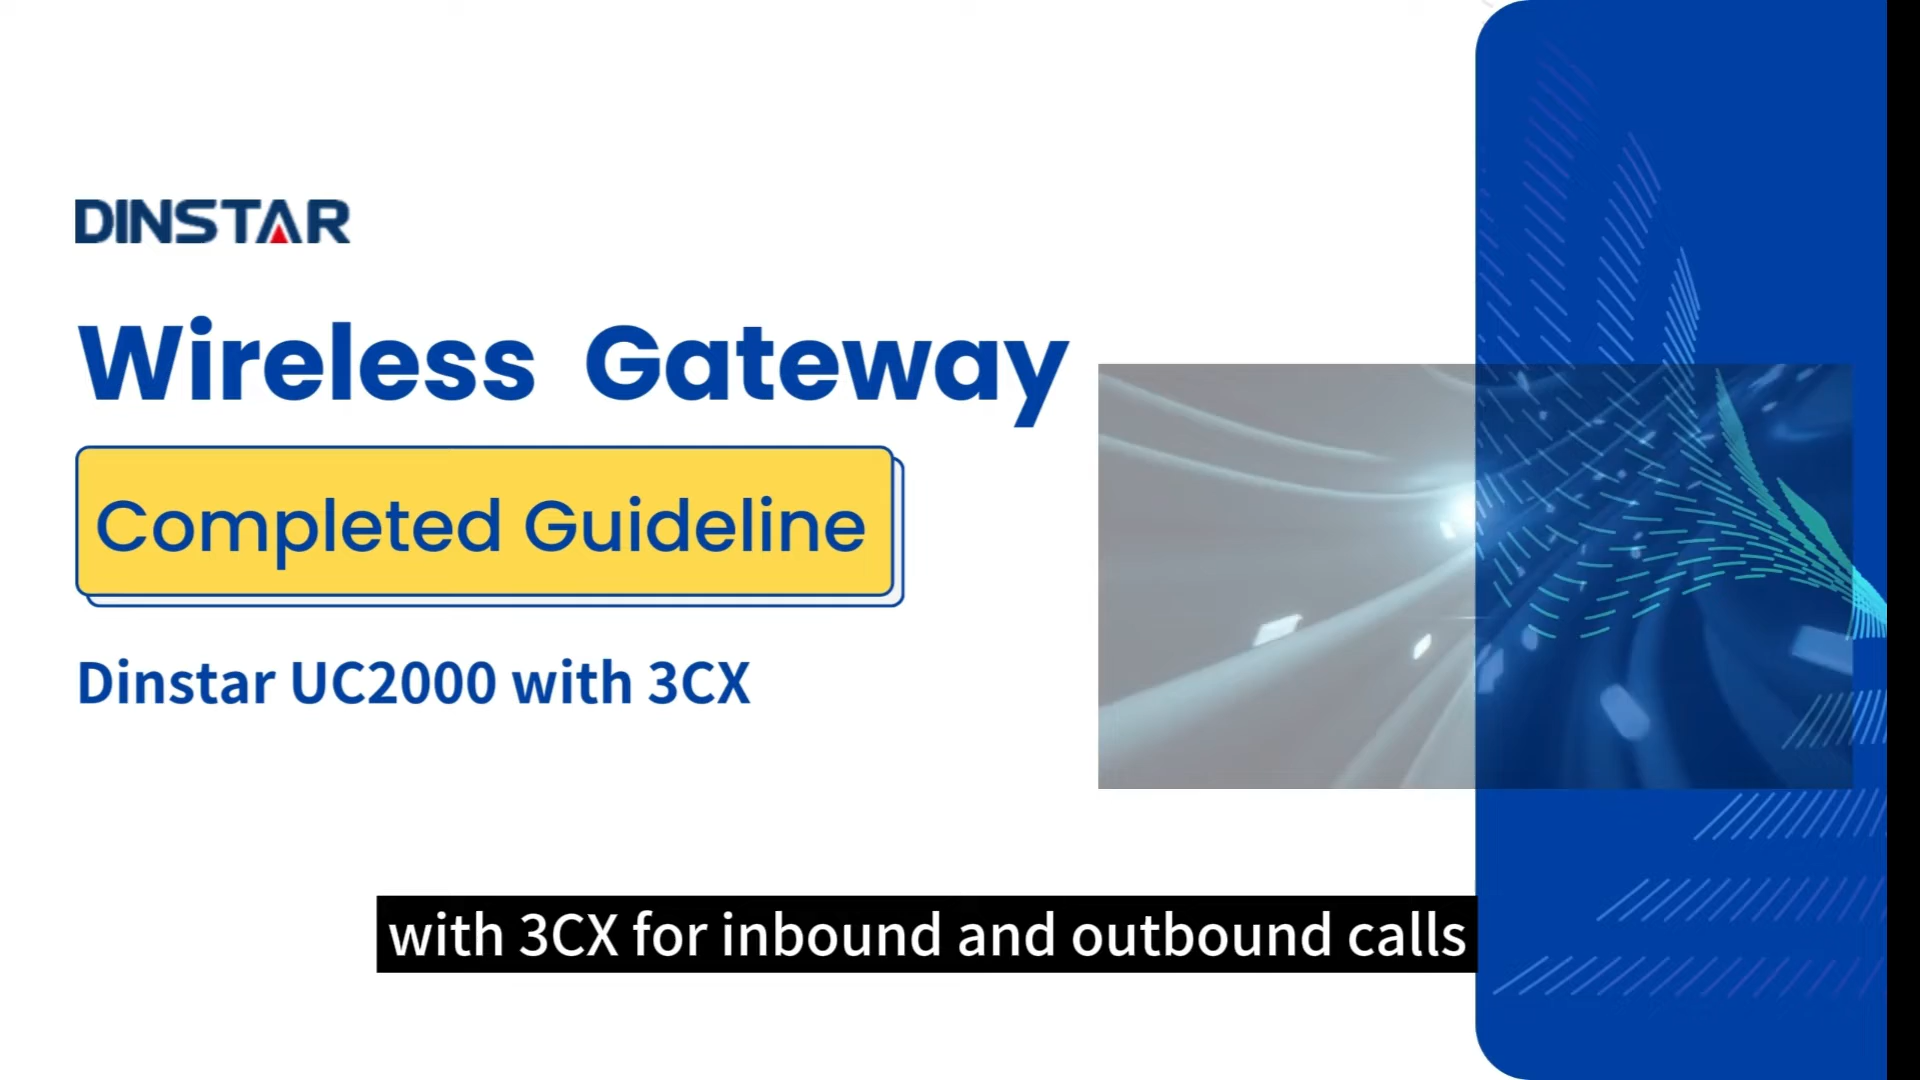 DINSTAR
Wireless Gateway
Completed Guideline
Dinstar UC2000 with 3CX
with 3CX for inbound and outbound calls